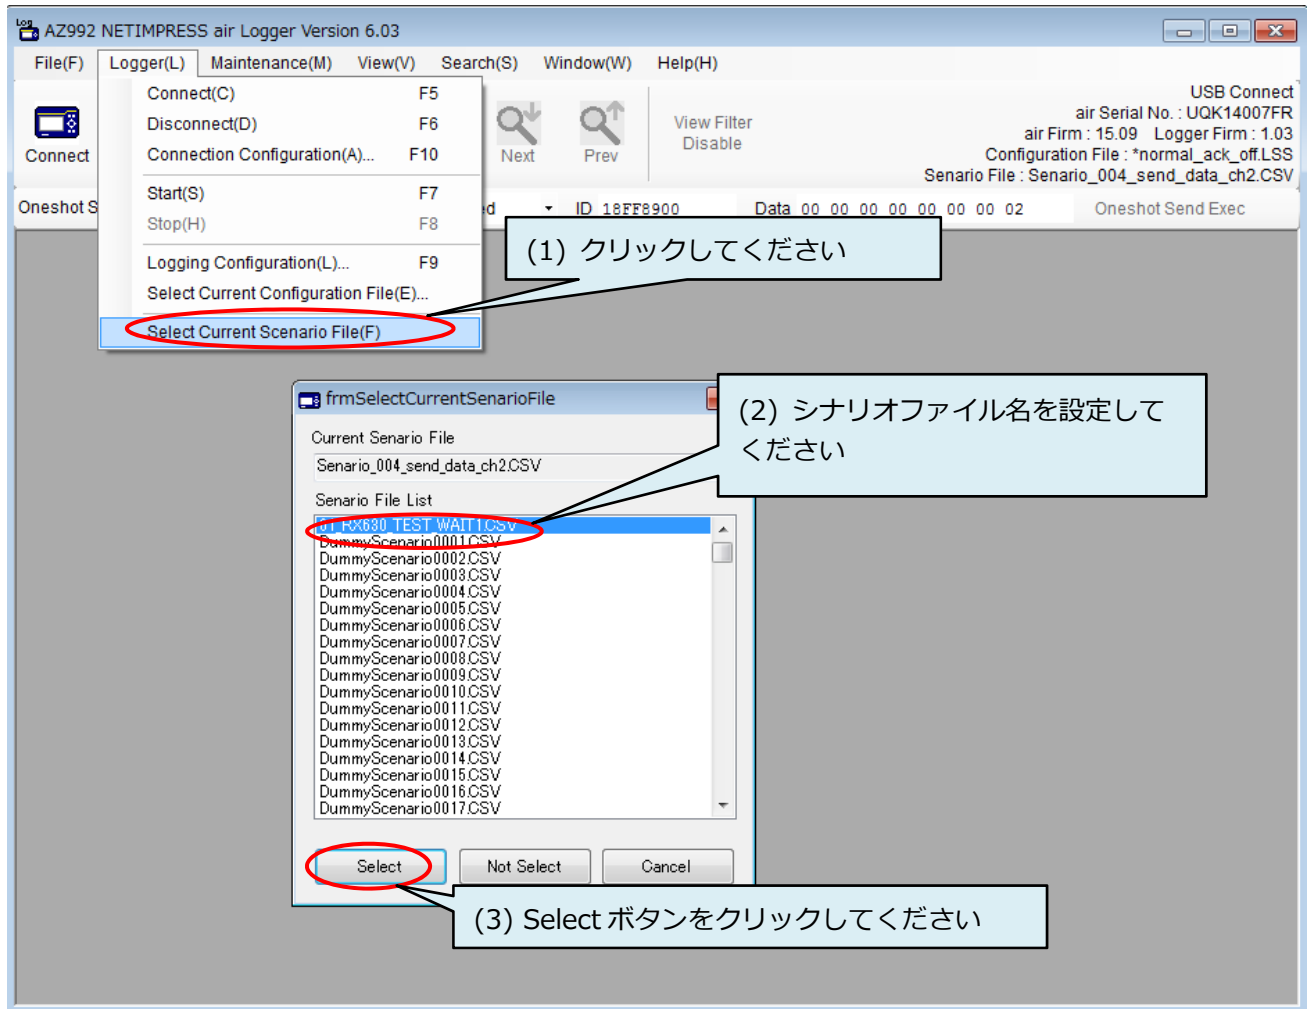 AZ992 NETIMPRESS air Logger Version 6.03
File(F) Logger(L) Maintenance(M) View(V) Search(S) Window(W) Help(H)
Connect(C) F5
Disconnect(D) F6
Connection Configuration(A)... F10
Start(S) F7
Stop(H) F8
Logging Configuration(L)... F9
Select Current Configuration File(E)...
Select Current Scenario File(F)
Connect
Next
Prev
View Filter
Disable
USB Connect
air Serial No. : UQK14007FR
air Firm : 15.09 Logger Firm : 1.03
Configuration File : *normal_ack_off.LSS
Senario File : Senario_004_send_data_ch2.CSV
Oneshot S
ID 18FF8900 Data 00 00 00 00 00 00 00 02 Oneshot Send Exec
(1) クリックしてください
frmSelectCurrentSenarioFile
Current Senario File
Senario_004_send_data_ch2.CSV
(2) シナリオファイル名を設定して
ください
Senario File List
01_RX630_TEST_WAIT1.CSV
DummyScenario0001.CSV
DummyScenario0002.CSV
DummyScenario0003.CSV
DummyScenario0004.CSV
DummyScenario0005.CSV
DummyScenario0006.CSV
DummyScenario0007.CSV
DummyScenario0008.CSV
DummyScenario0009.CSV
DummyScenario0010.CSV
DummyScenario0011.CSV
DummyScenario0012.CSV
DummyScenario0013.CSV
DummyScenario0014.CSV
DummyScenario0015.CSV
DummyScenario0016.CSV
DummyScenario0017.CSV
Select Not Select Cancel
(3) Select ボタンをクリックしてください